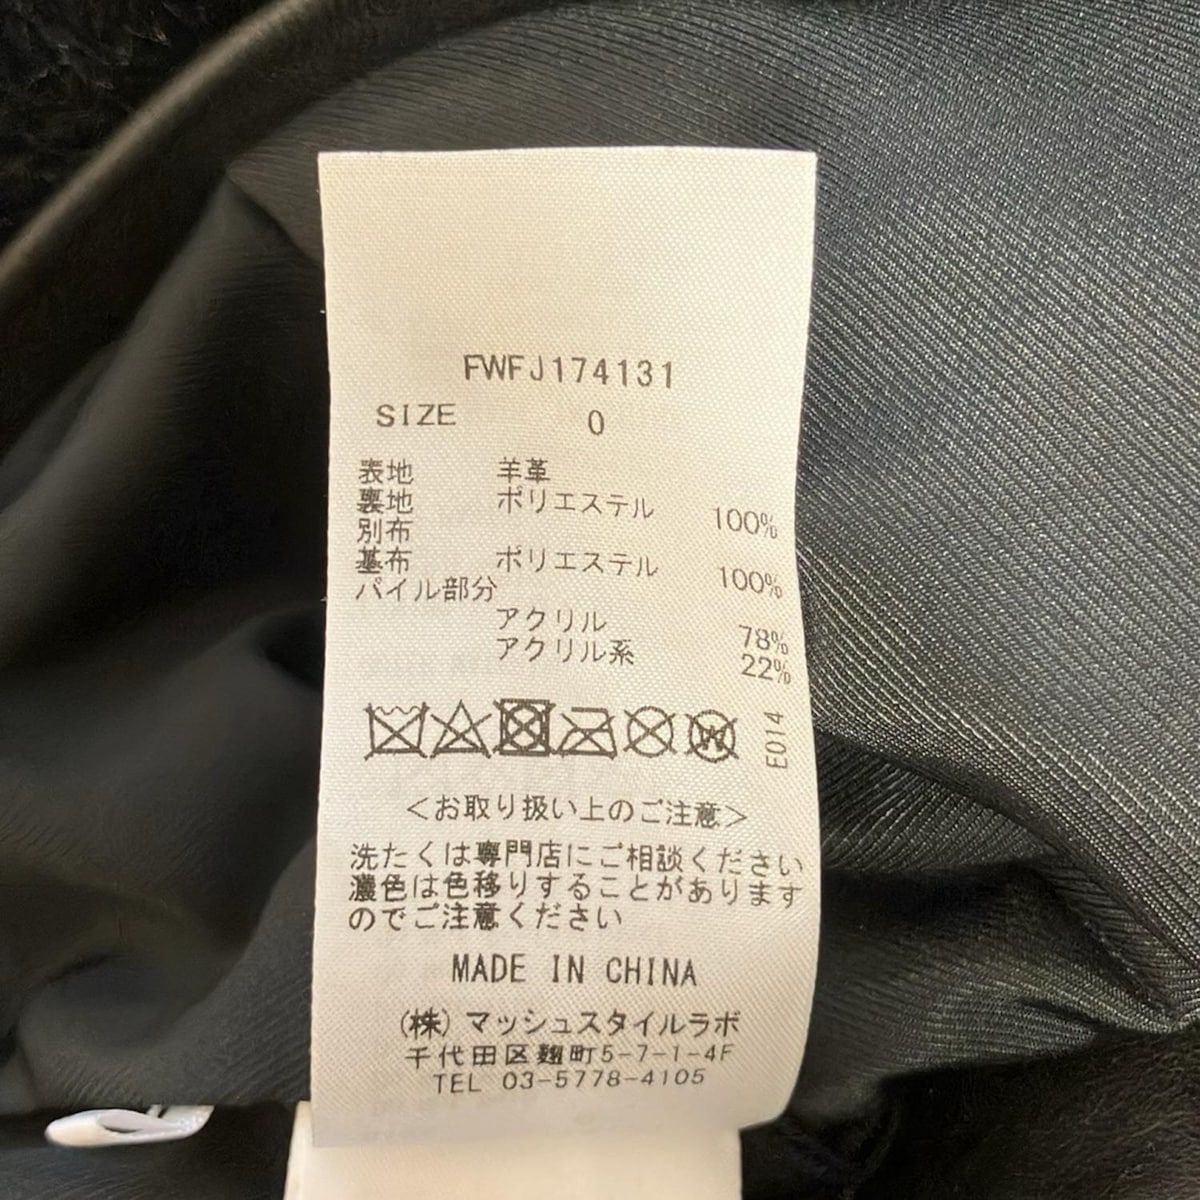 FWFJ174131
SIZE 0
表地 羊革
裏地 ポリエステル 100%
別布
基布 ポリエステル 100%
パイル部分
アクリル 78%
アクリル系 22%
W
E014
<お取り扱い上のご注意>
洗たくは専門店にご相談ください
濃色は色移りすることがあります
のでご注意ください
MADE IN CHINA
(株)マッシュスタイルラボ
千代田区麹町5-7-1-4F
TEL 03-5778-4105